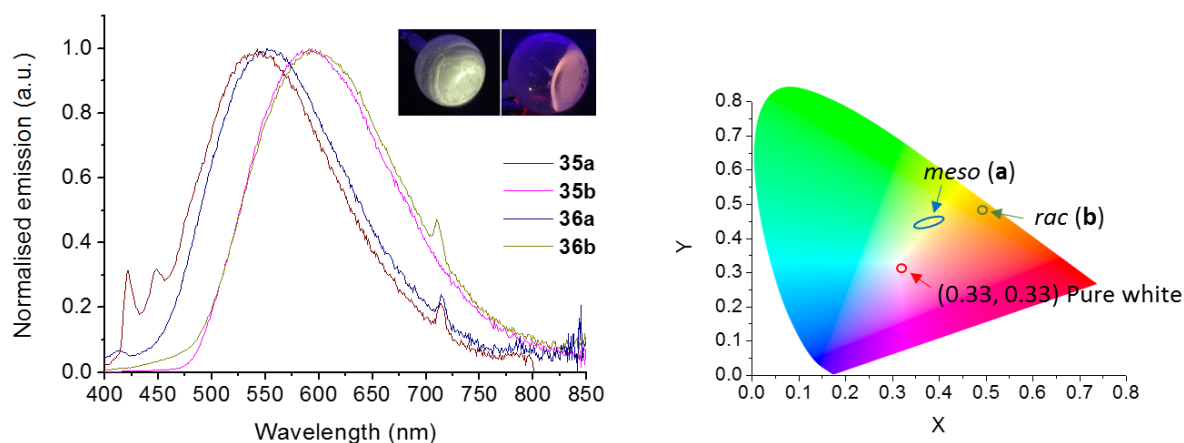 Normalised emission (a.u.)
1.0
0.8
0.6
0.4
0.2
0.0
400 450 500 550 600 650 700 750 800 850
Wavelength (nm)
35a
35b
36a
36b
Y
0.8
0.7
0.6
0.5
0.4
0.3
0.2
0.1
0.0
0.0 0.1 0.2 0.3 0.4 0.5 0.6 0.7 0.8
X
meso (a)
rac (b)
(0.33, 0.33) Pure white